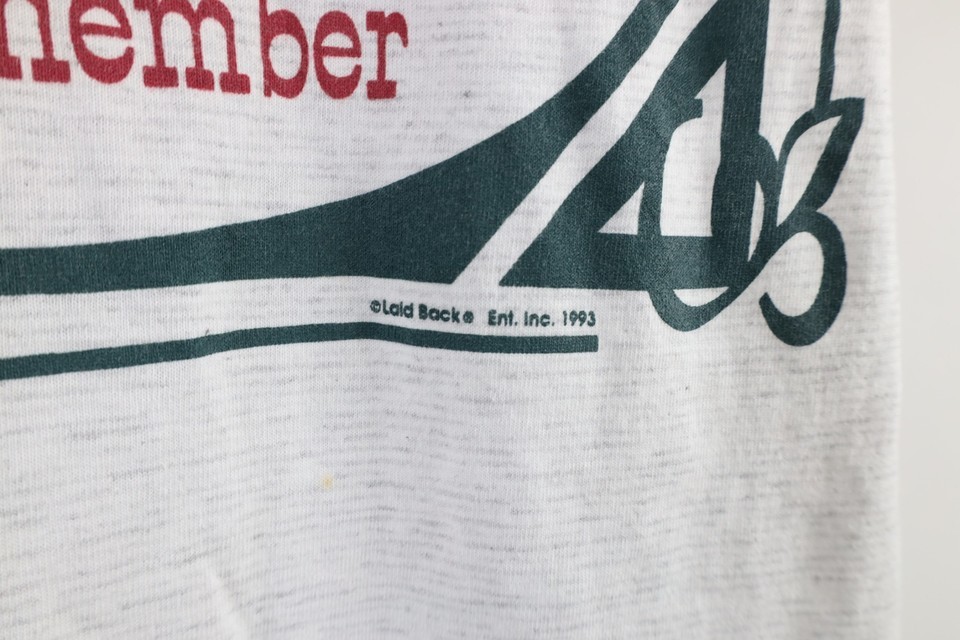 member
©Laid Back® Ent. Inc. 1993